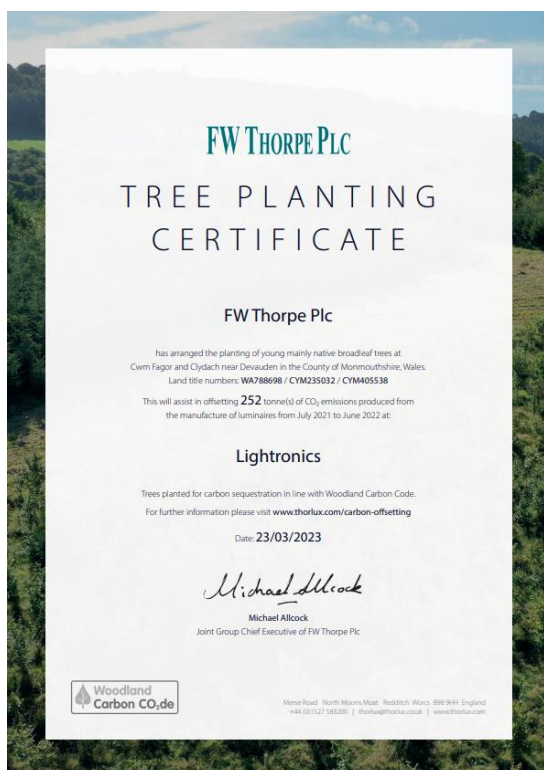 FW THORPE PLC
TREE PLANTING
CERTIFICATE
FW Thorpe Plc
has arranged the planting of young mainly native broadleaf trees at
Cwm Fagor and Clydach near Devauden in the County of Monmouthshire, Wales.
Land title numbers: WA788698 / CYM235032 / CYM405538
This will assist in offsetting 252 tonne(s) of CO₂ emissions produced from
the manufacture of luminaires from July 2021 to June 2022 at:
Lightronics
Trees planted for carbon sequestration in line with Woodland Carbon Code.
For further information please visit www.thorlux.com/carbon-offsetting
Date: 23/03/2023
Michael Allcock
Michael Allcock
Joint Group Chief Executive of FW Thorpe Plc
Woodland
Carbon CO₂de
Merse Road North Moons Moat Redditch Worcs B98 9HH England
+44 (0)1527 583200 | thorlux@thorlux.co.uk | www.thorlux.com